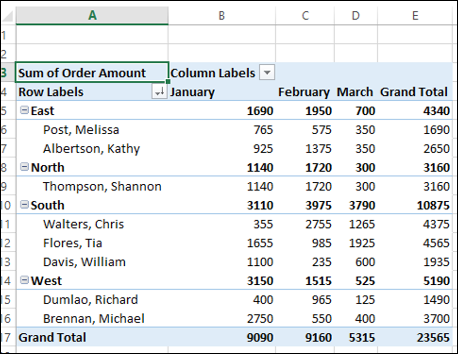 A B C D E
1
2
3 Sum of Order Amount Column Labels
4 Row Labels January February March Grand Total
5 East 1690 1950 700 4340
6 Post, Melissa 765 575 350 1690
7 Albertson, Kathy 925 1375 350 2650
8 North 1140 1720 300 3160
9 Thompson, Shannon 1140 1720 300 3160
10 South 3110 3975 3790 10875
11 Walters, Chris 355 2755 1265 4375
12 Flores, Tia 1655 985 1925 4565
13 Davis, William 1100 235 600 1935
14 West 3150 1515 525 5190
15 Dumlao, Richard 400 965 125 1490
16 Brennan, Michael 2750 550 400 3700
17 Grand Total 9090 9160 5315 23565